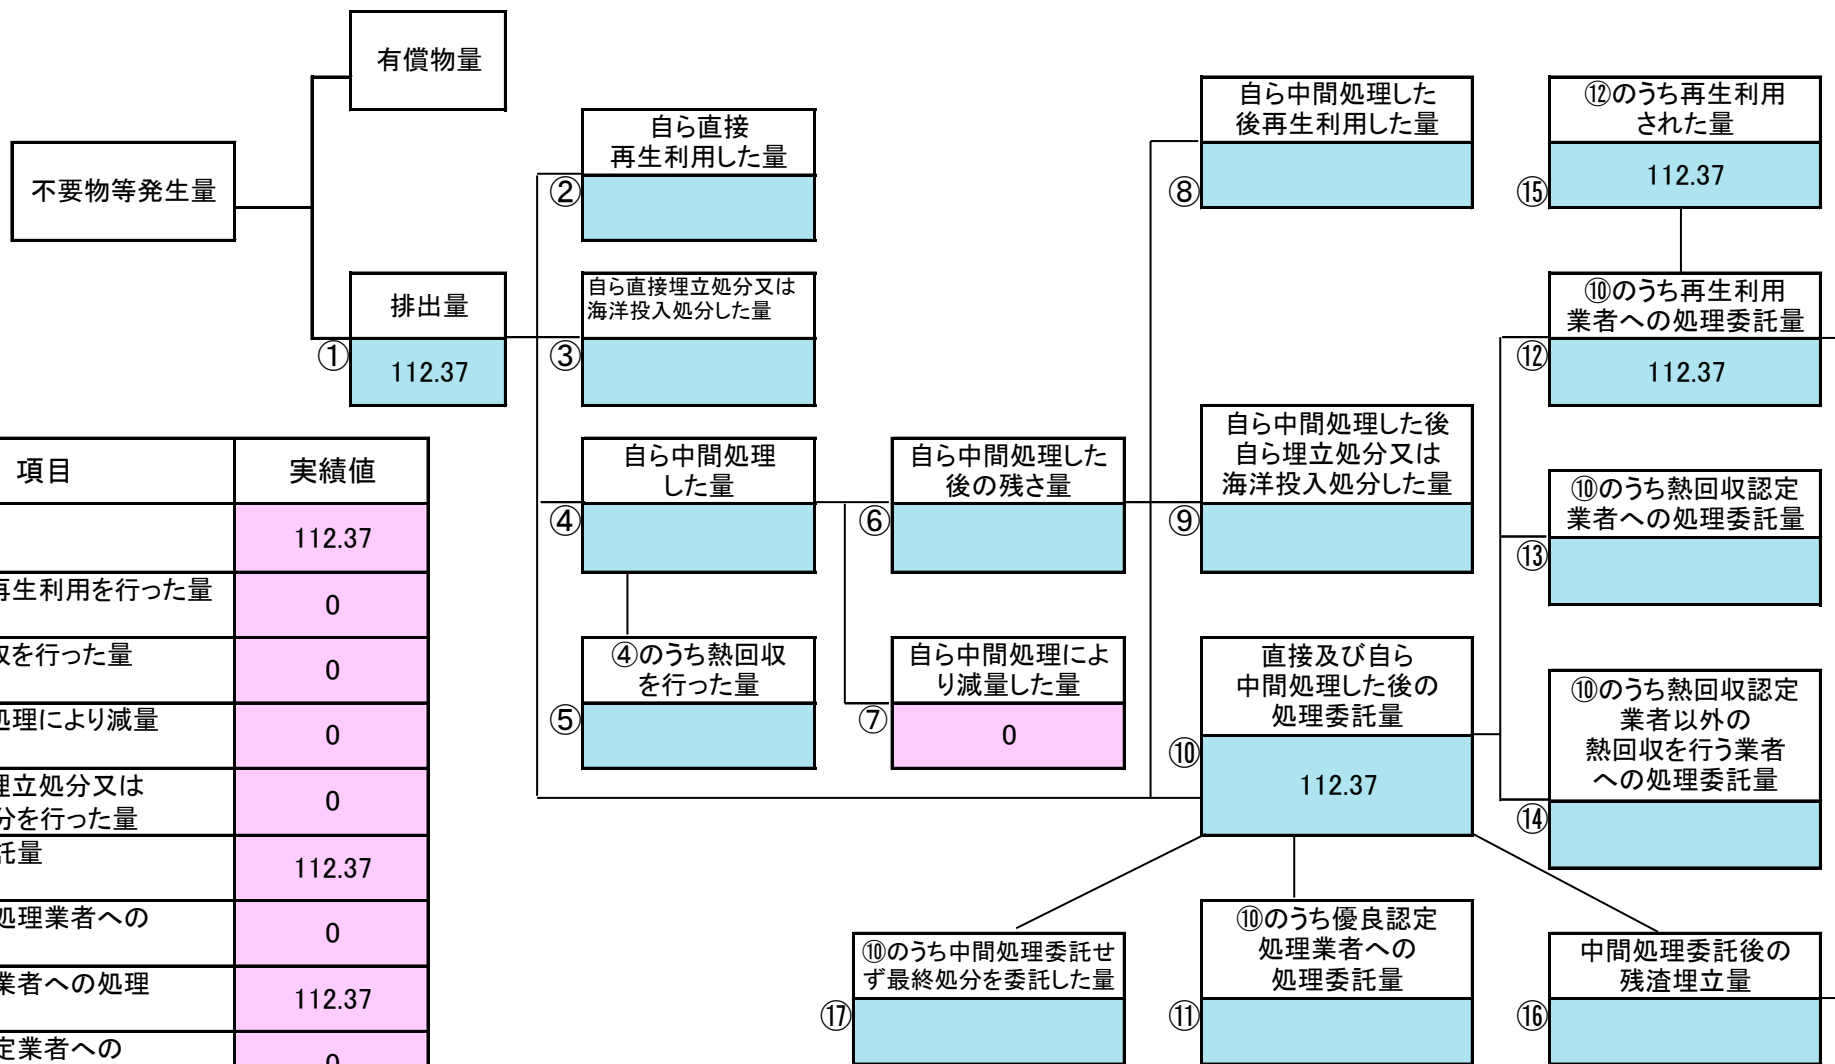 有償物量
不要物等発生量
排出量
①
112.37
自ら直接
再生利用した量
②
自ら直接埋立処分又は
海洋投入処分した量
③
自ら中間処理
した量
④
④のうち熱回収
を行った量
⑤
自ら中間処理した
後の残さ量
⑥
自ら中間処理によ
り減量した量
⑦
0
自ら中間処理した
後再生利用した量
⑧
自ら中間処理した後
自ら埋立処分又は
海洋投入処分した量
⑨
直接及び自ら
中間処理した後の
処理委託量
⑩
112.37
⑫のうち再生利用
された量
⑮
112.37
⑩のうち再生利用
業者への処理委託量
⑫
112.37
⑩のうち熱回収認定
業者への処理委託量
⑬
⑩のうち熱回収認定
業者以外の
熱回収を行う業者
への処理委託量
⑭
⑩のうち中間処理委託せ
ず最終処分を委託した量
⑰
⑩のうち優良認定
処理業者への
処理委託量
⑪
中間処理委託後の
残渣埋立量
⑯
項目 実績値
112.37
再生利用を行った量 0
を行った量 0
処理により減量 0
埋立処分又は
分を行った量 0
託量 112.37
処理業者への 0
業者への処理 112.37
定業者への 0